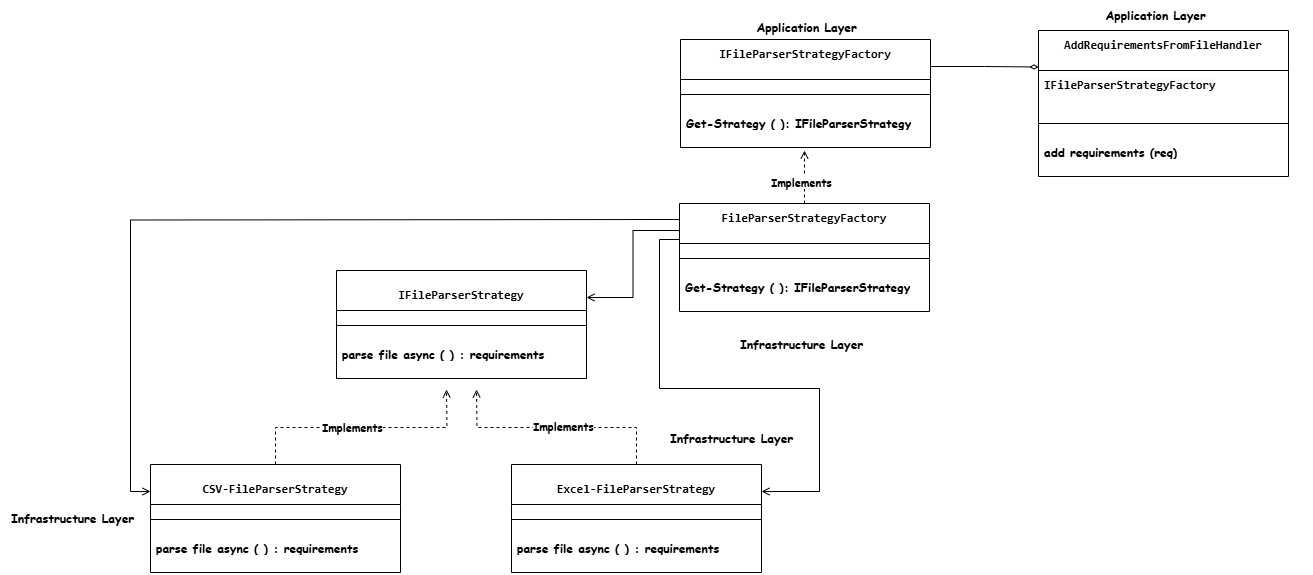 Application Layer
Application Layer
IFileParserStrategyFactory
Get-Strategy ( ): IFileParserStrategy
AddRequirementsFromFileHandler
IFileParserStrategyFactory
add requirements (req)
Implements
FileParserStrategyFactory
Get-Strategy ( ): IFileParserStrategy
Infrastructure Layer
IFileParserStrategy
parse file async ( ) : requirements
Implements
Implements
Infrastructure Layer
CSV-FileParserStrategy
parse file async ( ) : requirements
Infrastructure Layer
Excel-FileParserStrategy
parse file async ( ) : requirements